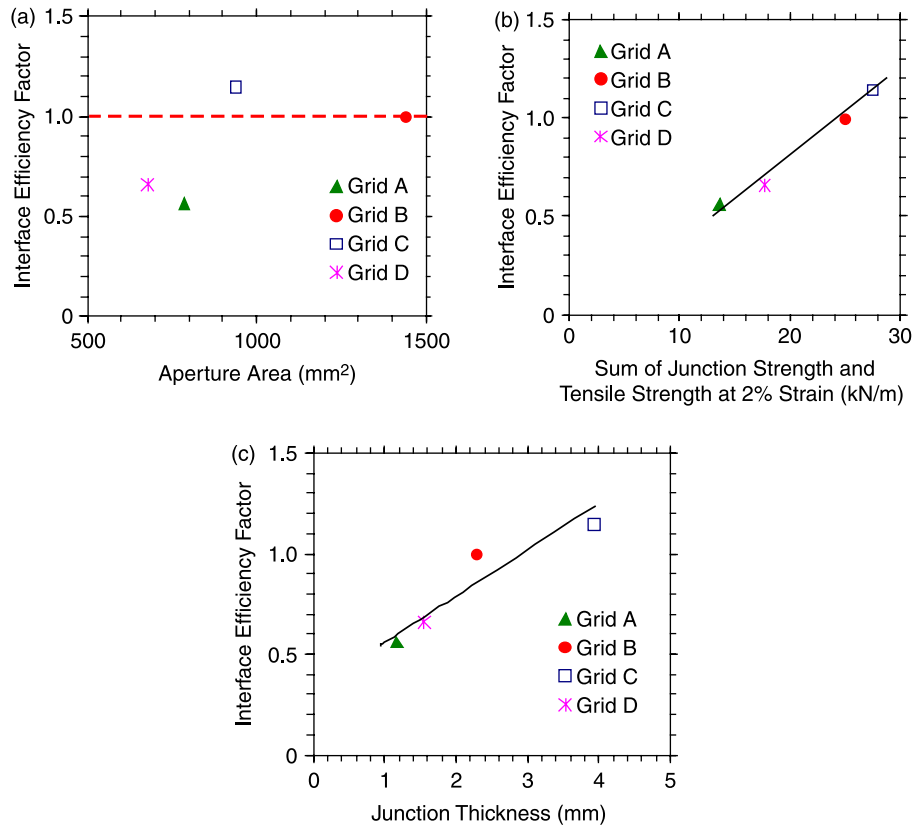 (a)
Interface Efficiency Factor
1.5
1.0
0.5
0
500
1000
1500
Aperture Area (mm²)
Grid A
Grid B
Grid C
Grid D
(b)
Interface Efficiency Factor
1.5
1.0
0.5
0
0
10
20
30
Sum of Junction Strength and
Tensile Strength at 2% Strain (kN/m)
Grid A
Grid B
Grid C
Grid D
(c)
Interface Efficiency Factor
1.5
1.0
0.5
0
0
1
2
3
4
5
Junction Thickness (mm)
Grid A
Grid B
Grid C
Grid D